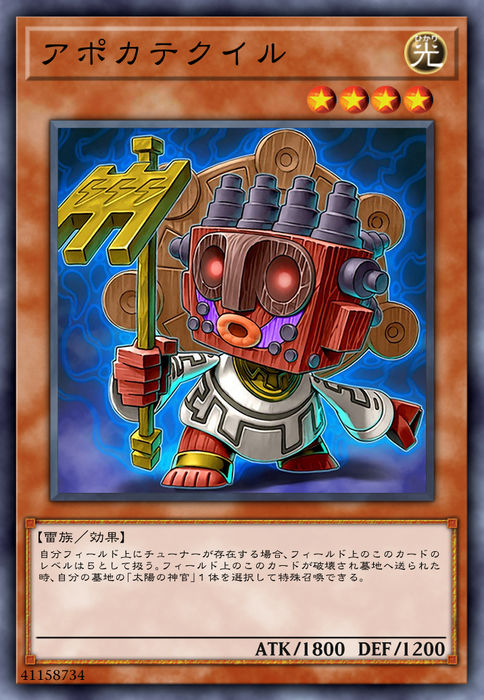 アポカテクイル
ひかり
光
【雷族／効果】
自分フィールド上にチューナーが存在する場合、フィールド上のこのカードの
レベルは５として扱う。フィールド上のこのカードが破壊され墓地へ送られた
時、自分の墓地の「太陽の神官」１体を選択して特殊召喚できる。
ATK/1800 DEF/1200
41158734